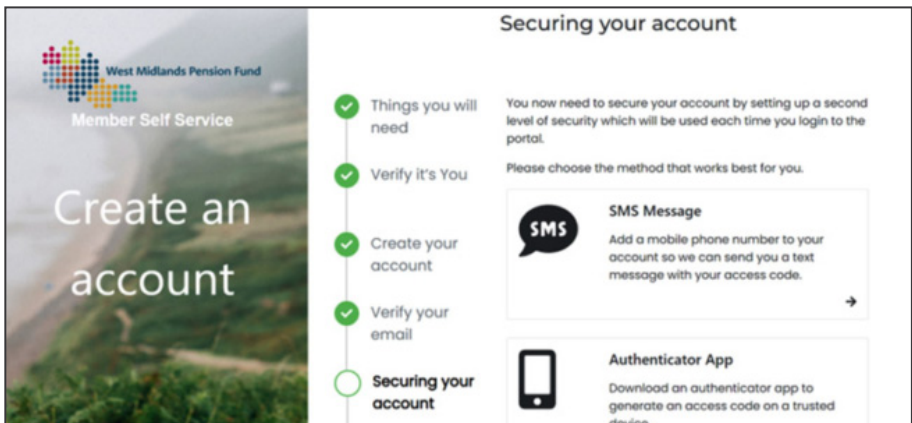 Securing your account
West Midlands Pension Fund
Member Self Service
Create an
account
Things you will
need
Verify it's You
Create your
account
Verify your
email
Securing your
account
You now need to secure your account by setting up a second
level of security which will be used each time you login to the
portal.
Please choose the method that works best for you.
SMS
SMS Message
Add a mobile phone number to your
account so we can send you a text
message with your access code.
Authenticator App
Download an authenticator app to
generate an access code on a trusted